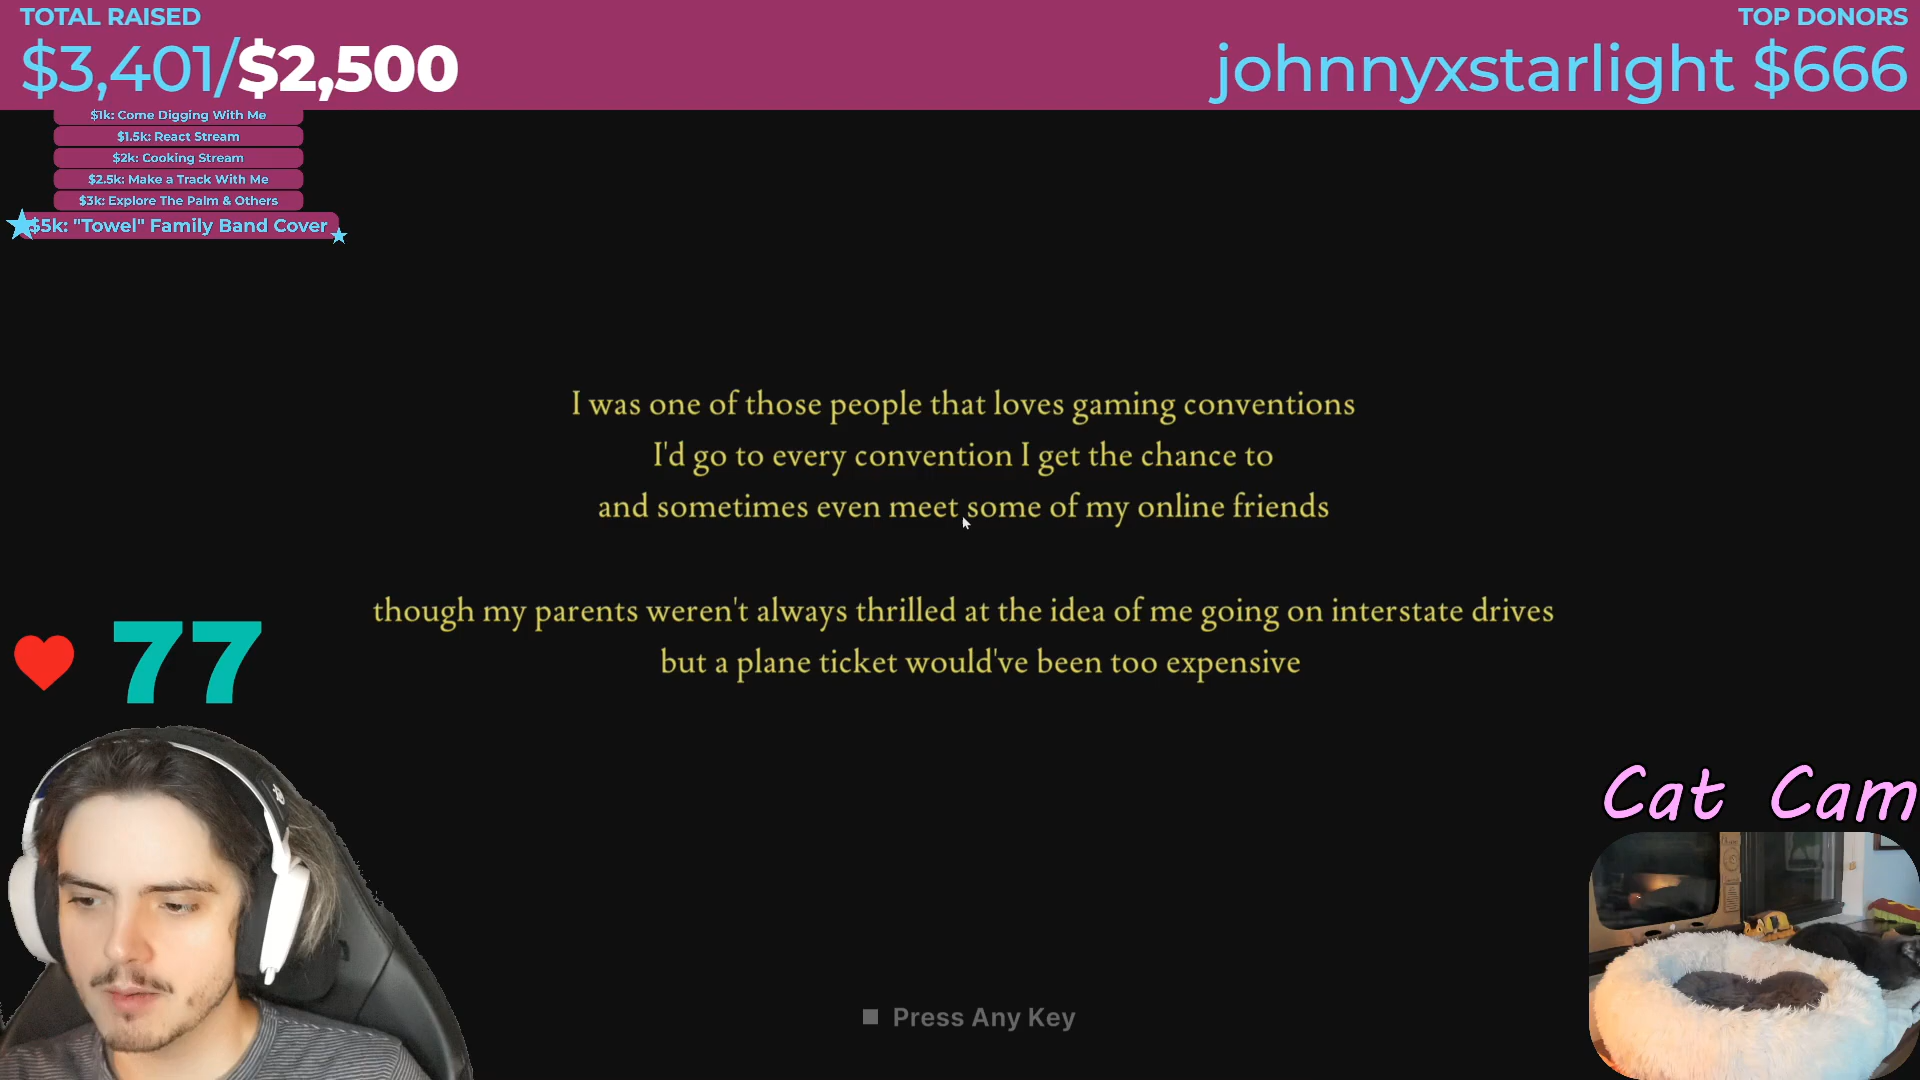 TOTAL RAISED
$3,401/$2,500
TOP DONORS
johnnyxstarlight $666
$1k: Come Digging With Me
$1.5k: React Stream
$2k: Cooking Stream
$2.5k: Make a Track With Me
$3k: Explore The Palm & Others
$5k: "Towel" Family Band Cover
I was one of those people that loves gaming conventions
I'd go to every convention I get the chance to
and sometimes even meet some of my online friends
though my parents weren't always thrilled at the idea of me going on interstate drives
but a plane ticket would've been too expensive
77
Cat Cam
Press Any Key